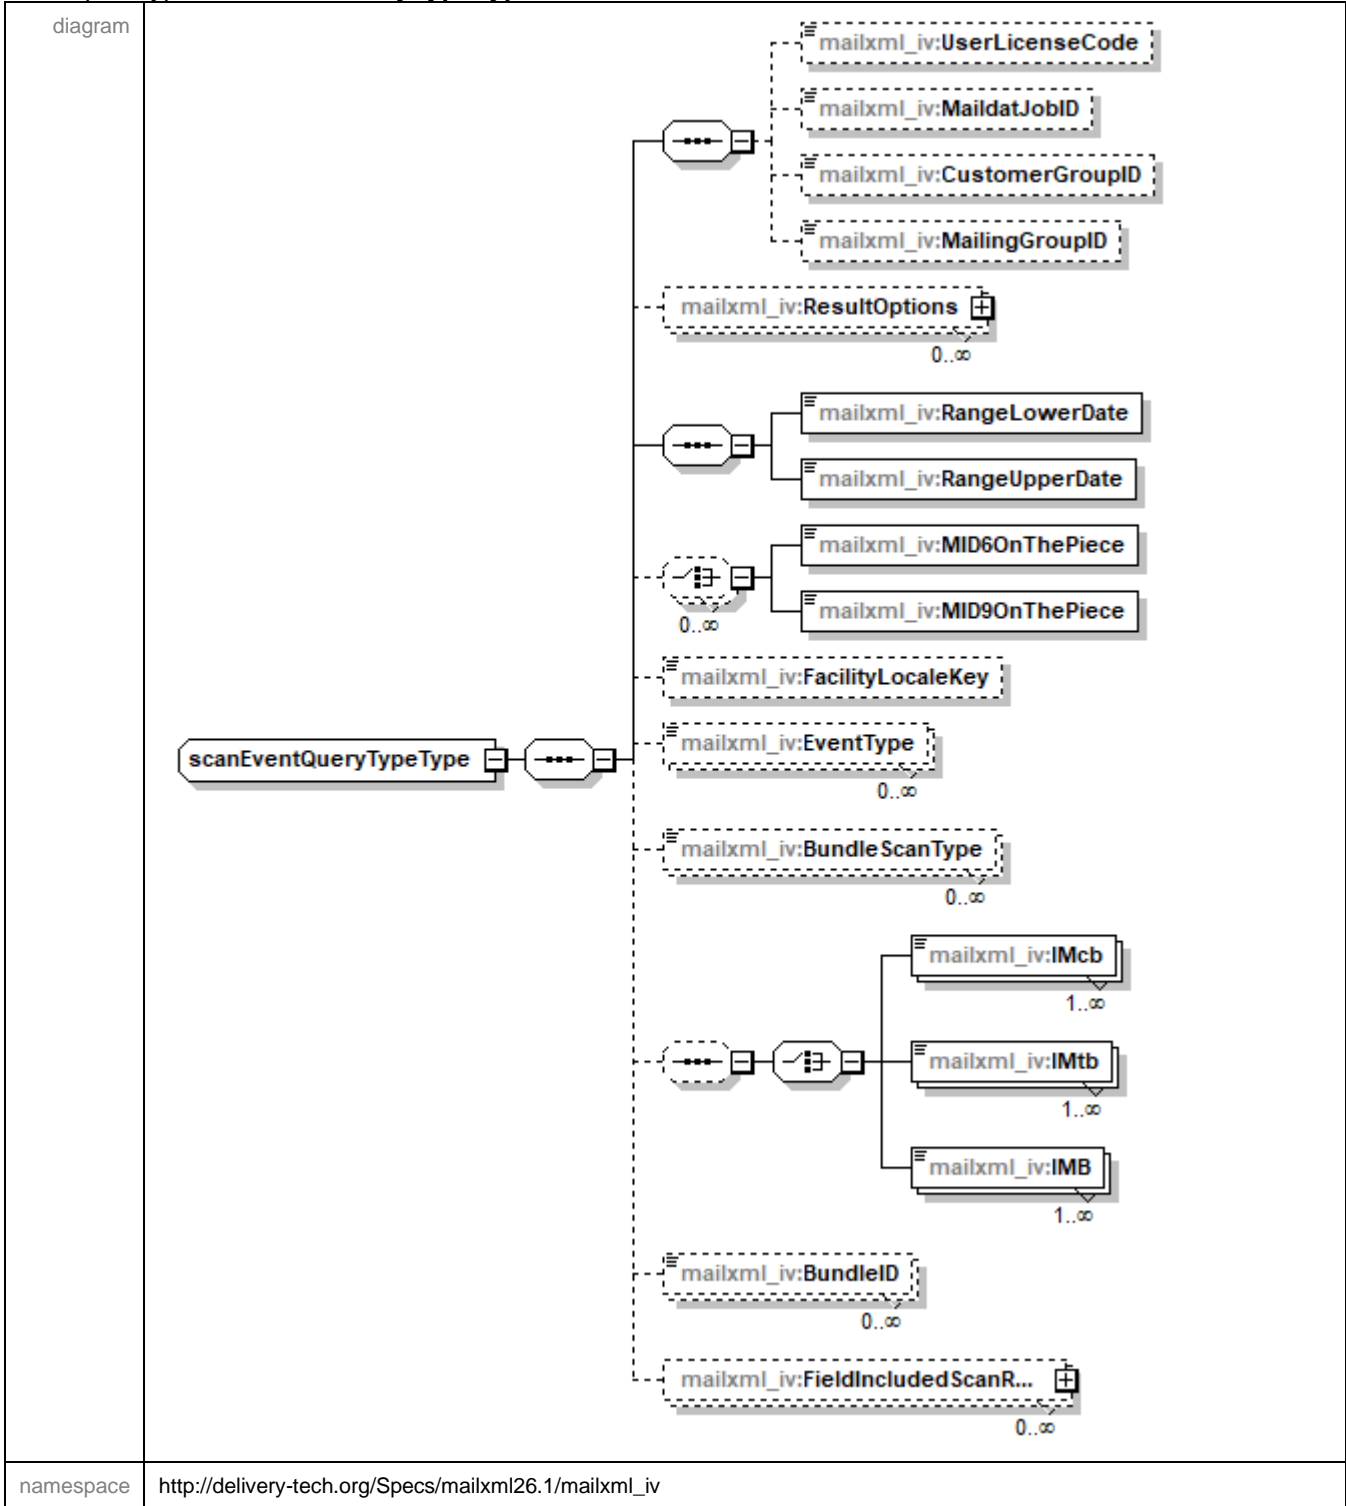 diagram
mailxml_iv:UserLicenseCode
mailxml_iv:MaildatJobID
mailxml_iv:CustomerGroupID
mailxml_iv:MailingGroupID
mailxml_iv:ResultOptions
0..∞
mailxml_iv:RangeLowerDate
mailxml_iv:RangeUpperDate
mailxml_iv:MID6OnThePiece
mailxml_iv:MID9OnThePiece
0..∞
mailxml_iv:FacilityLocaleKey
scanEventQueryTypeType
mailxml_iv:EventType
0..∞
mailxml_iv:BundleScanType
0..∞
mailxml_iv:IMcb
1..∞
mailxml_iv:IMtb
1..∞
mailxml_iv:IMB
1..∞
mailxml_iv:BundleID
0..∞
mailxml_iv:FieldIncludedScanR...
0..∞
namespace http://delivery-tech.org/Specs/mailxml26.1/mailxml_iv